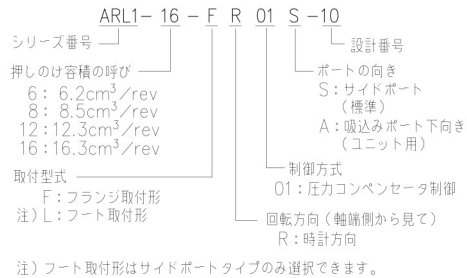 ARL1-16-FR01S-10
シリーズ番号
設計番号
押しのけ容積の呼び
6:6.2cm³/rev
8:8.5cm³/rev
12:12.3cm³/rev
16:16.3cm³/rev
ポートの向き
S:サイドポート
(標準)
A:吸込みポート下向き
(ユニット用)
取付型式
F:フランジ取付形
注)L:フート取付形
制御方式
01:圧力コンペンセータ制御
回転方向(軸端側から見て)
R:時計方向
注)フート取付形はサイドポートタイプのみ選択できます。